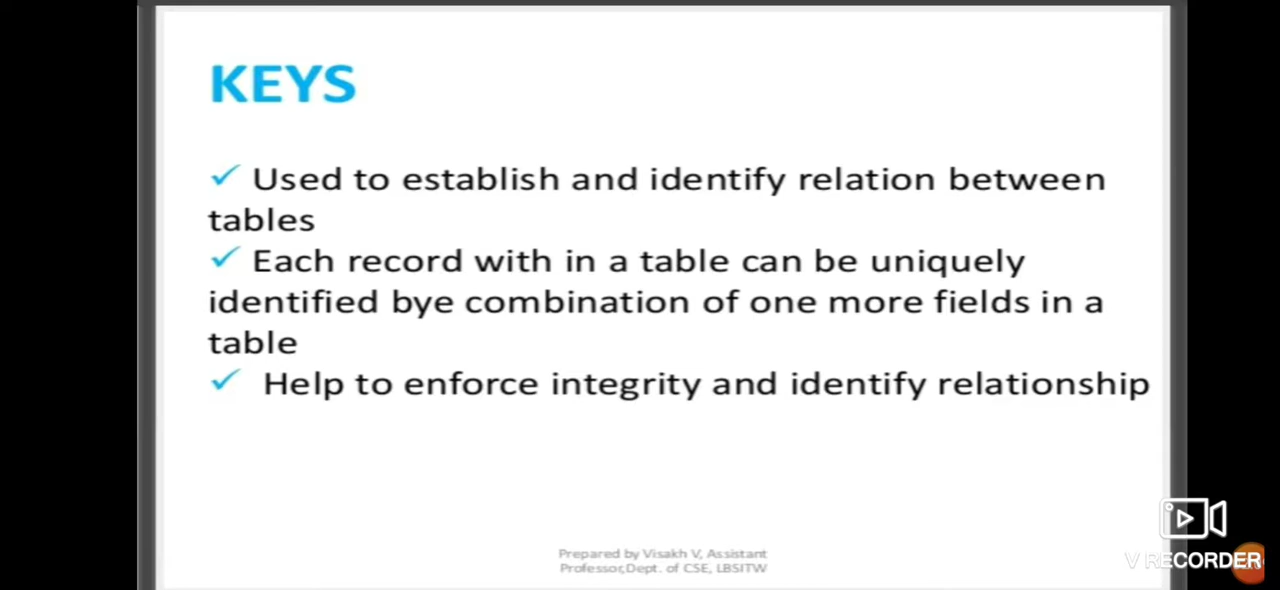 KEYS
✓ Used to establish and identify relation between
tables
✓ Each record with in a table can be uniquely
identified bye combination of one more fields in a
table
✓ Help to enforce integrity and identify relationship
Prepared by Visakh V, Assistant
Professor,Dept. of CSE, LBSITW
V RECORDER